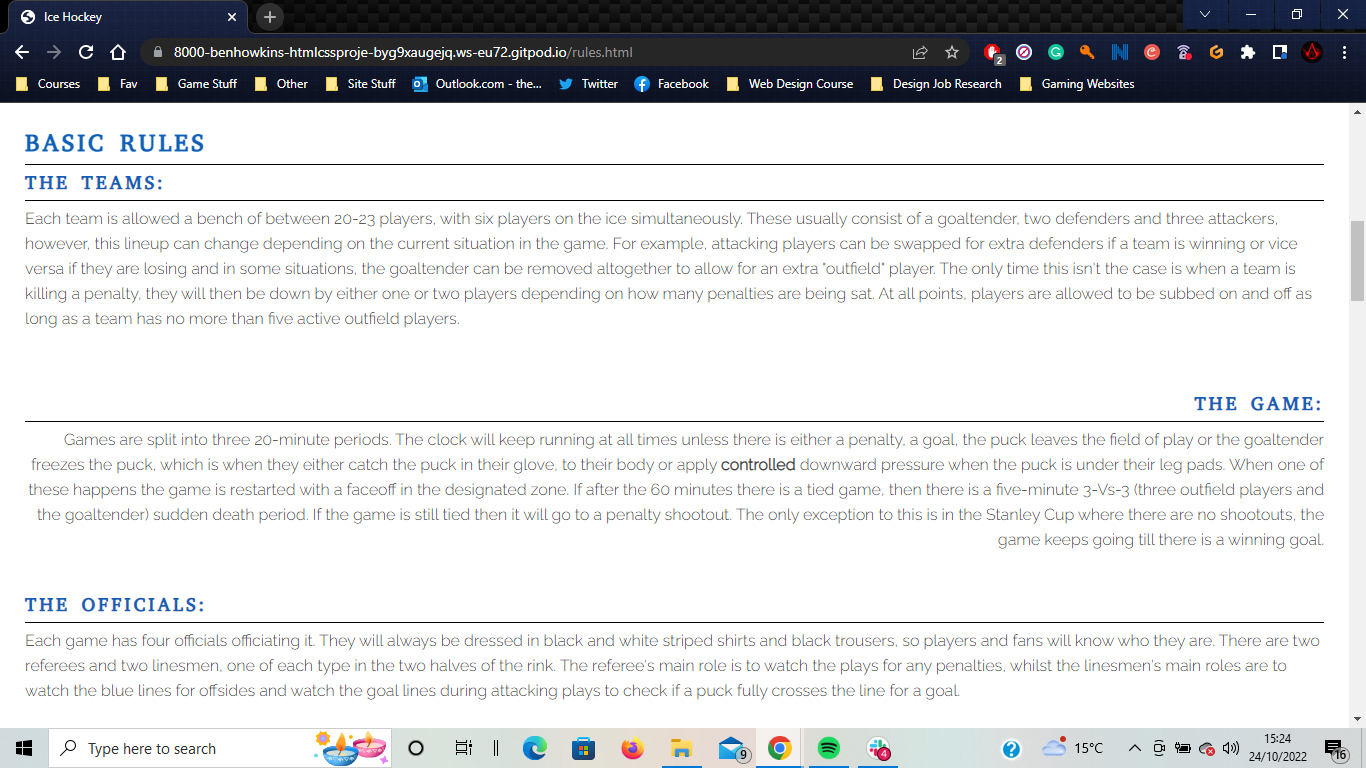 Ice Hockey
8000-benhowkins-htmlcssproje-byg9xaugejq.ws-eu72.gitpod.io/rules.html
2
Courses Fav Game Stuff Other Site Stuff Outlook.com - the... Twitter Facebook Web Design Course Design Job Research Gaming Websites
BASIC RULES
THE TEAMS:
Each team is allowed a bench of between 20-23 players, with six players on the ice simultaneously. These usually consist of a goaltender, two defenders and three attackers,
however, this lineup can change depending on the current situation in the game. For example, attacking players can be swapped for extra defenders if a team is winning or vice
versa if they are losing and in some situations, the goaltender can be removed altogether to allow for an extra "outfield" player. The only time this isn't the case is when a team is
killing a penalty, they will then be down by either one or two players depending on how many penalties are being sat. At all points, players are allowed to be subbed on and off as
long as a team has no more than five active outfield players.
THE GAME:
Games are split into three 20-minute periods. The clock will keep running at all times unless there is either a penalty, a goal, the puck leaves the field of play or the goaltender
freezes the puck, which is when they either catch the puck in their glove, to their body or apply controlled downward pressure when the puck is under their leg pads. When one of
these happens the game is restarted with a faceoff in the designated zone. If after the 60 minutes there is a tied game, then there is a five-minute 3-Vs-3 (three outfield players and
the goaltender) sudden death period. If the game is still tied then it will go to a penalty shootout. The only exception to this is in the Stanley Cup where there are no shootouts, the
game keeps going till there is a winning goal.
THE OFFICIALS:
Each game has four officials officiating it. They will always be dressed in black and white striped shirts and black trousers, so players and fans will know who they are. There are two
referees and two linesmen, one of each type in the two halves of the rink. The referee's main role is to watch the plays for any penalties, whilst the linesmen's main roles are to
watch the blue lines for offsides and watch the goal lines during attacking plays to check if a puck fully crosses the line for a goal.
Type here to search
9
4
15°C
15:24
24/10/2022
16